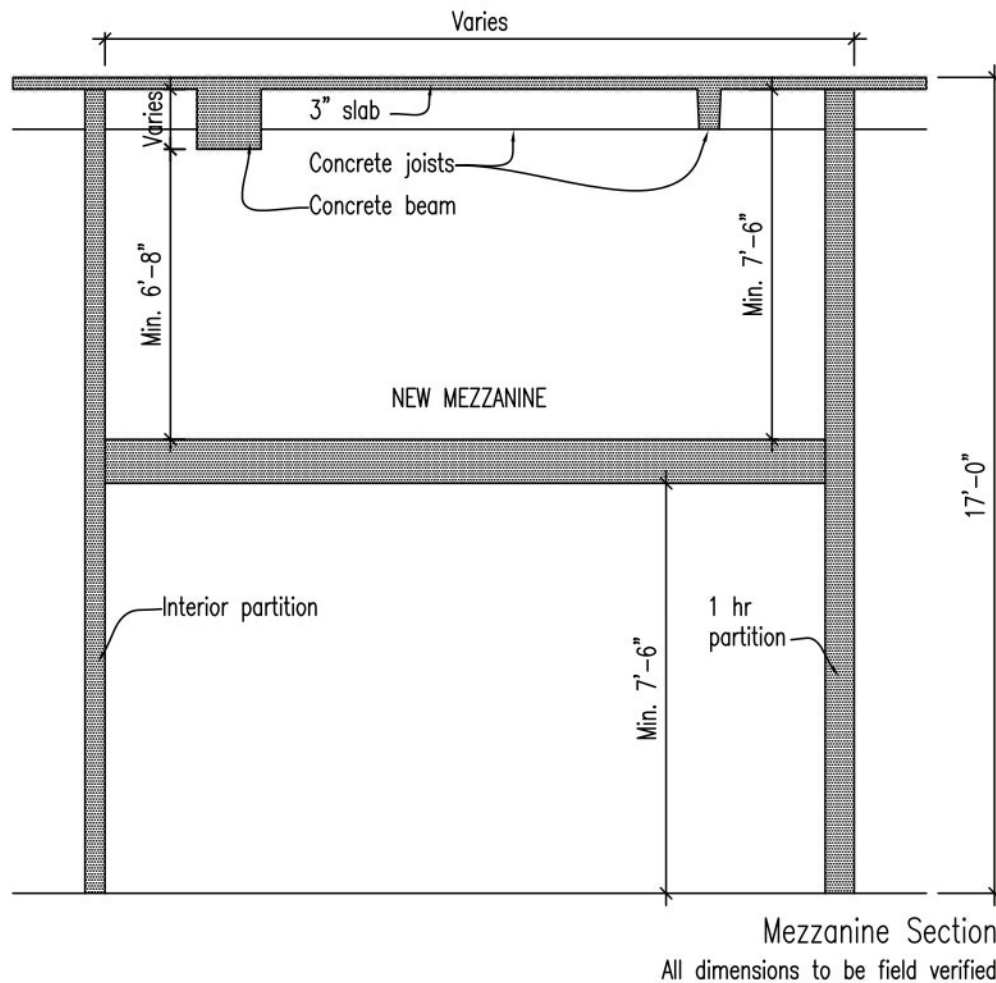 Varies
Varies
3” slab
Concrete joists
Concrete beam
Min. 6’-8”
Min. 7’-6”
NEW MEZZANINE
17’-0”
Interior partition
1 hr
partition
Min. 7’-6”
Mezzanine Section
All dimensions to be field verified